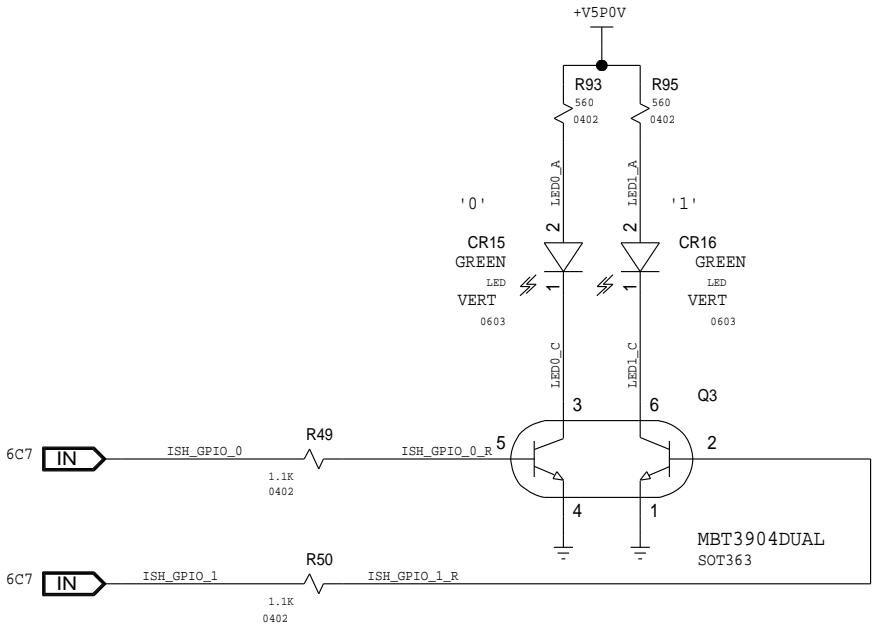 +V5P0V
R93
560
0402
R95
560
0402
LED0_A
LED1_A
'0'
'1'
2
2
CR15
GREEN
LED
VERT
0603
CR16
GREEN
LED
VERT
0603
1
1
LED0_C
LED1_C
Q3
3
6
5
2
4
1
MBT3904DUAL
SOT363
6C7
IN
ISH_GPIO_0
R49
1.1K
0402
ISH_GPIO_0_R
6C7
IN
ISH_GPIO_1
R50
1.1K
0402
ISH_GPIO_1_R